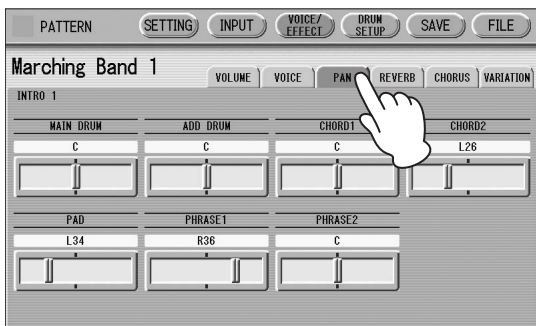 PATTERN SETTING INPUT VOICE/ EFFECT DRUM SETUP SAVE FILE
Marching Band 1
VOLUME VOICE PAN REVERB CHORUS VARIATION
INTRO 1
MAIN DRUM ADD DRUM CHORD1 CHORD2
C C C L26
PAD PHRASE1 PHRASE2
L34 R36 C